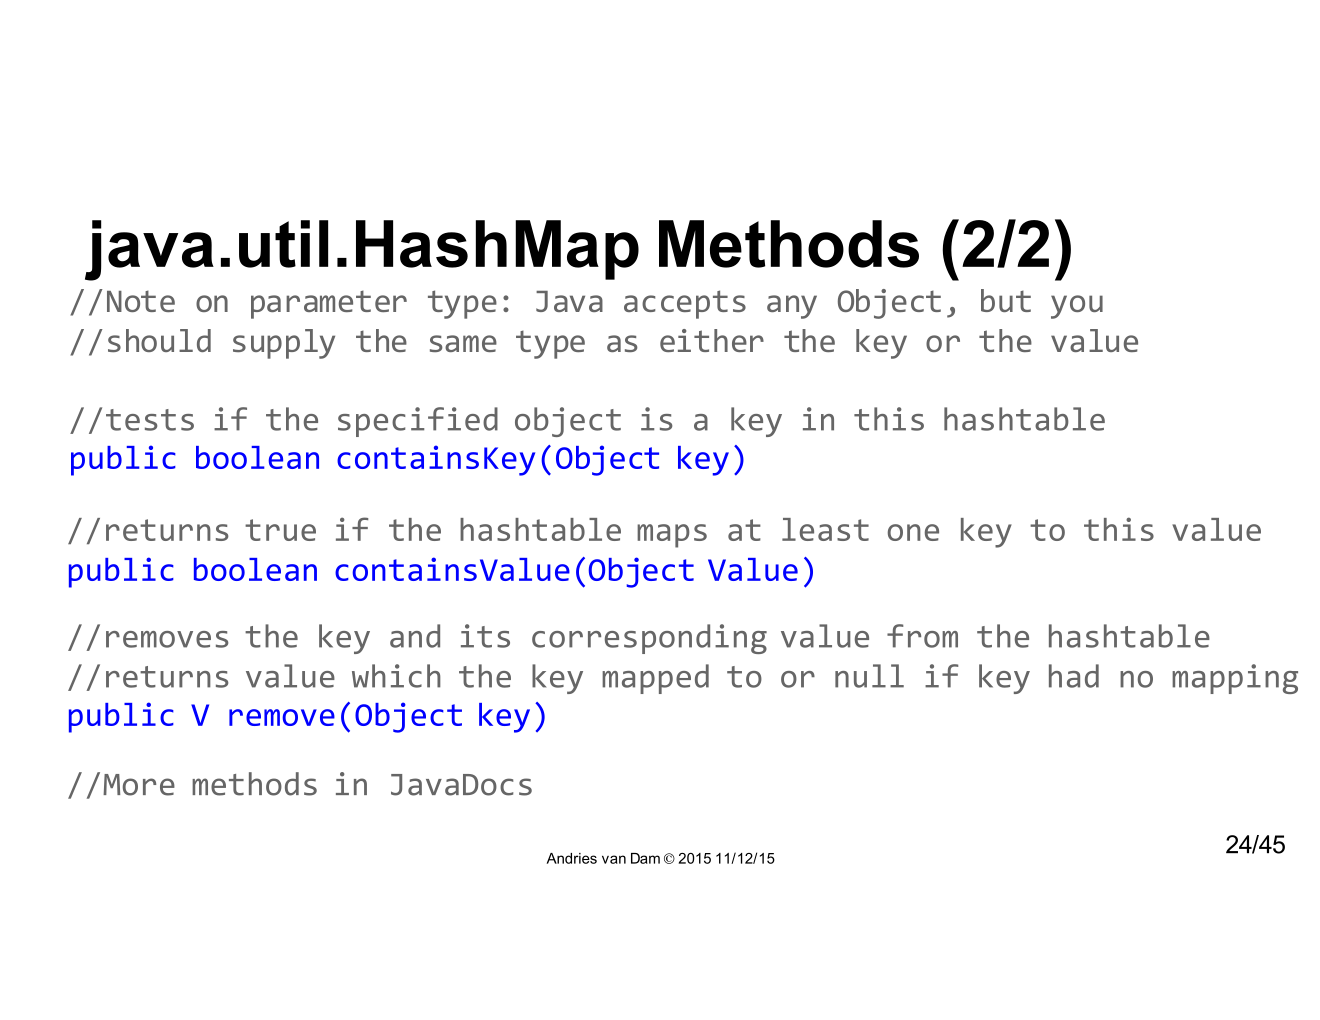 java.util.HashMap Methods (2/2)
//Note on parameter type: Java accepts any Object, but you
//should supply the same type as either the key or the value
//tests if the specified object is a key in this hashtable
public boolean containsKey(Object key)
//returns true if the hashtable maps at least one key to this value
public boolean containsValue(Object Value)
//removes the key and its corresponding value from the hashtable
//returns value which the key mapped to or null if key had no mapping
public V remove(Object key)
//More methods in JavaDocs
Andries van Dam © 2015 11/12/15
24/45